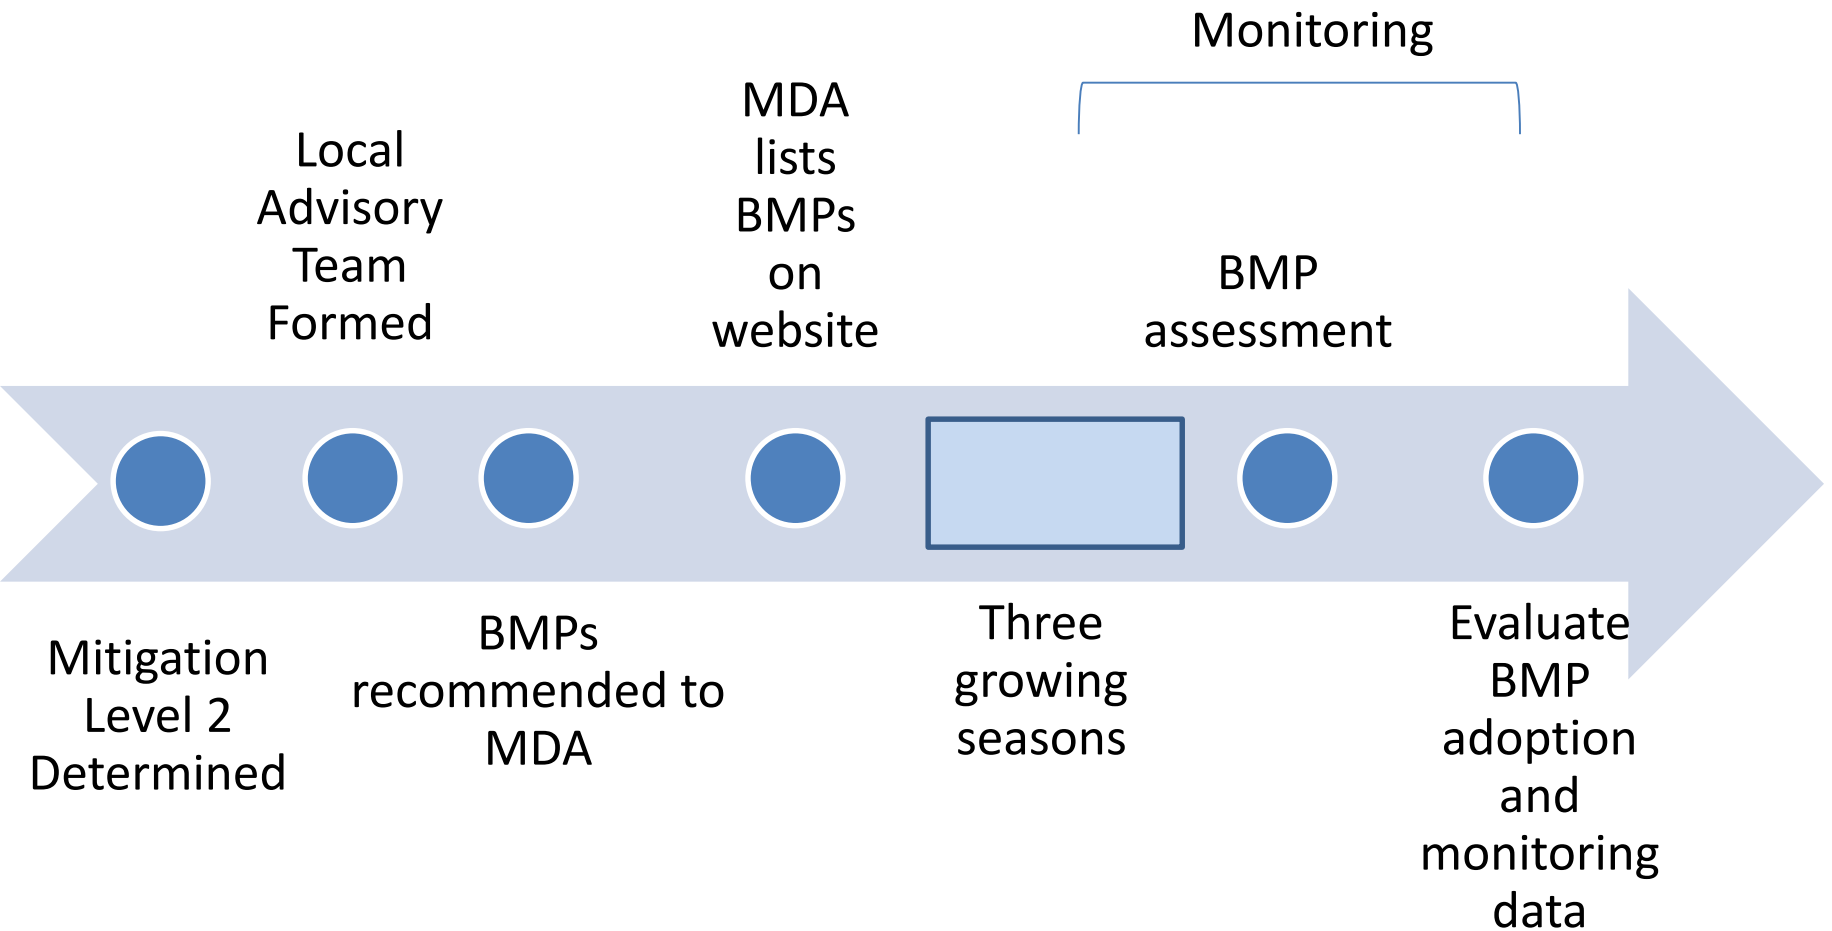 Monitoring
MDA
lists
BMPs
on
website
Local
Advisory
Team
Formed
BMP
assessment
Mitigation
Level 2
Determined
BMPs
recommended to
MDA
Three
growing
seasons
Evaluate
BMP
adoption
and
monitoring
data